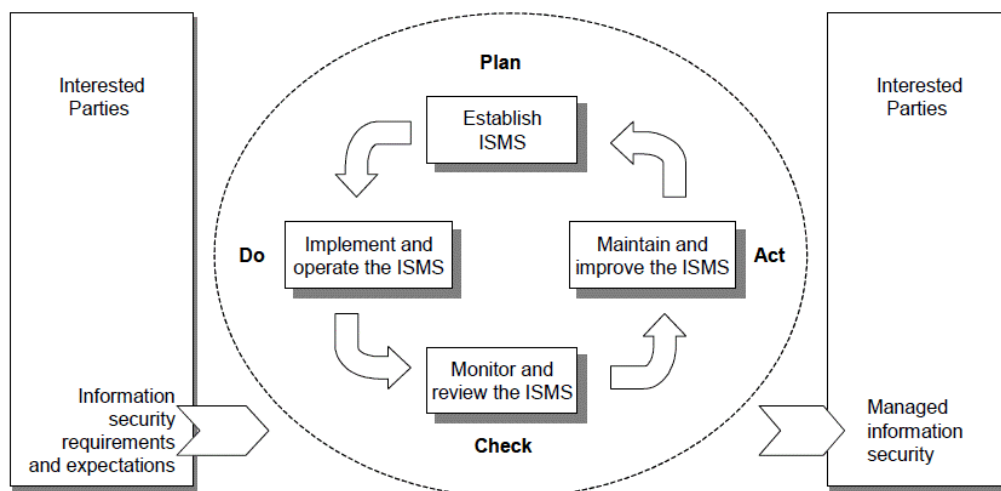 Interested
Parties
Information
security
requirements
and expectations
Plan
Establish
ISMS
Do
Implement and
operate the ISMS
Maintain and
improve the ISMS
Act
Monitor and
review the ISMS
Check
Interested
Parties
Managed
information
security